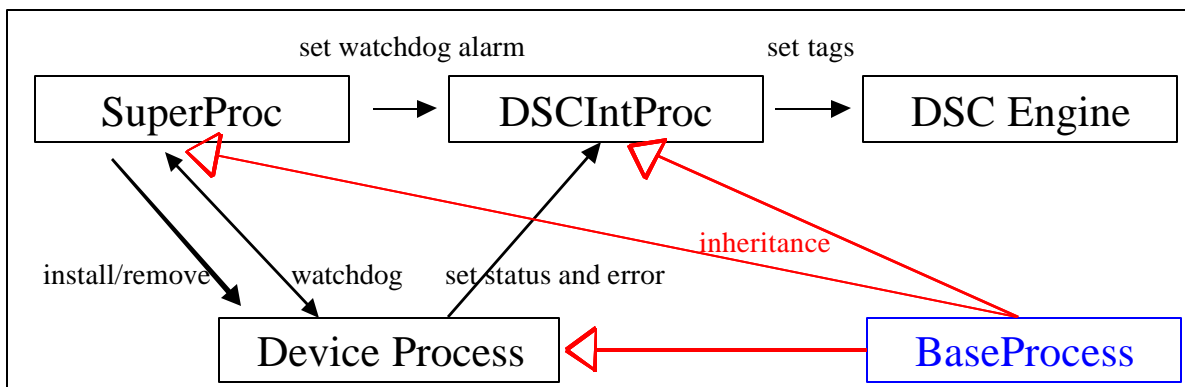 set watchdog alarm
set tags
SuperProc
DSCIntProc
DSC Engine
inheritance
install/remove
watchdog
set status and error
Device Process
BaseProcess